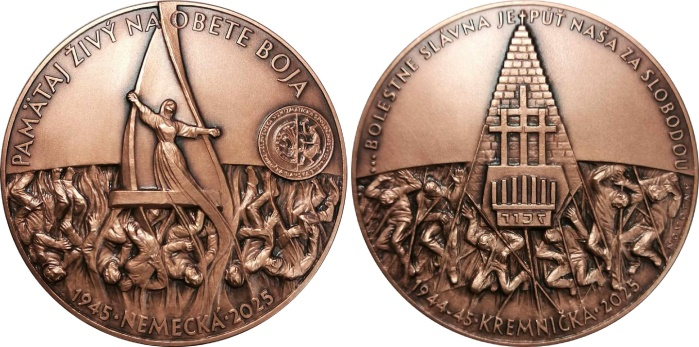 PAMÄTAJ ŽIVÝ NA OBETE BOJA
1945 · NEMECKÁ · 2025
...BOLESTNE SLÁVNA JE PÚŤ NAŠA ZA SLOBODOU
זכור
1944-45 · KREMNIČKA · 2025